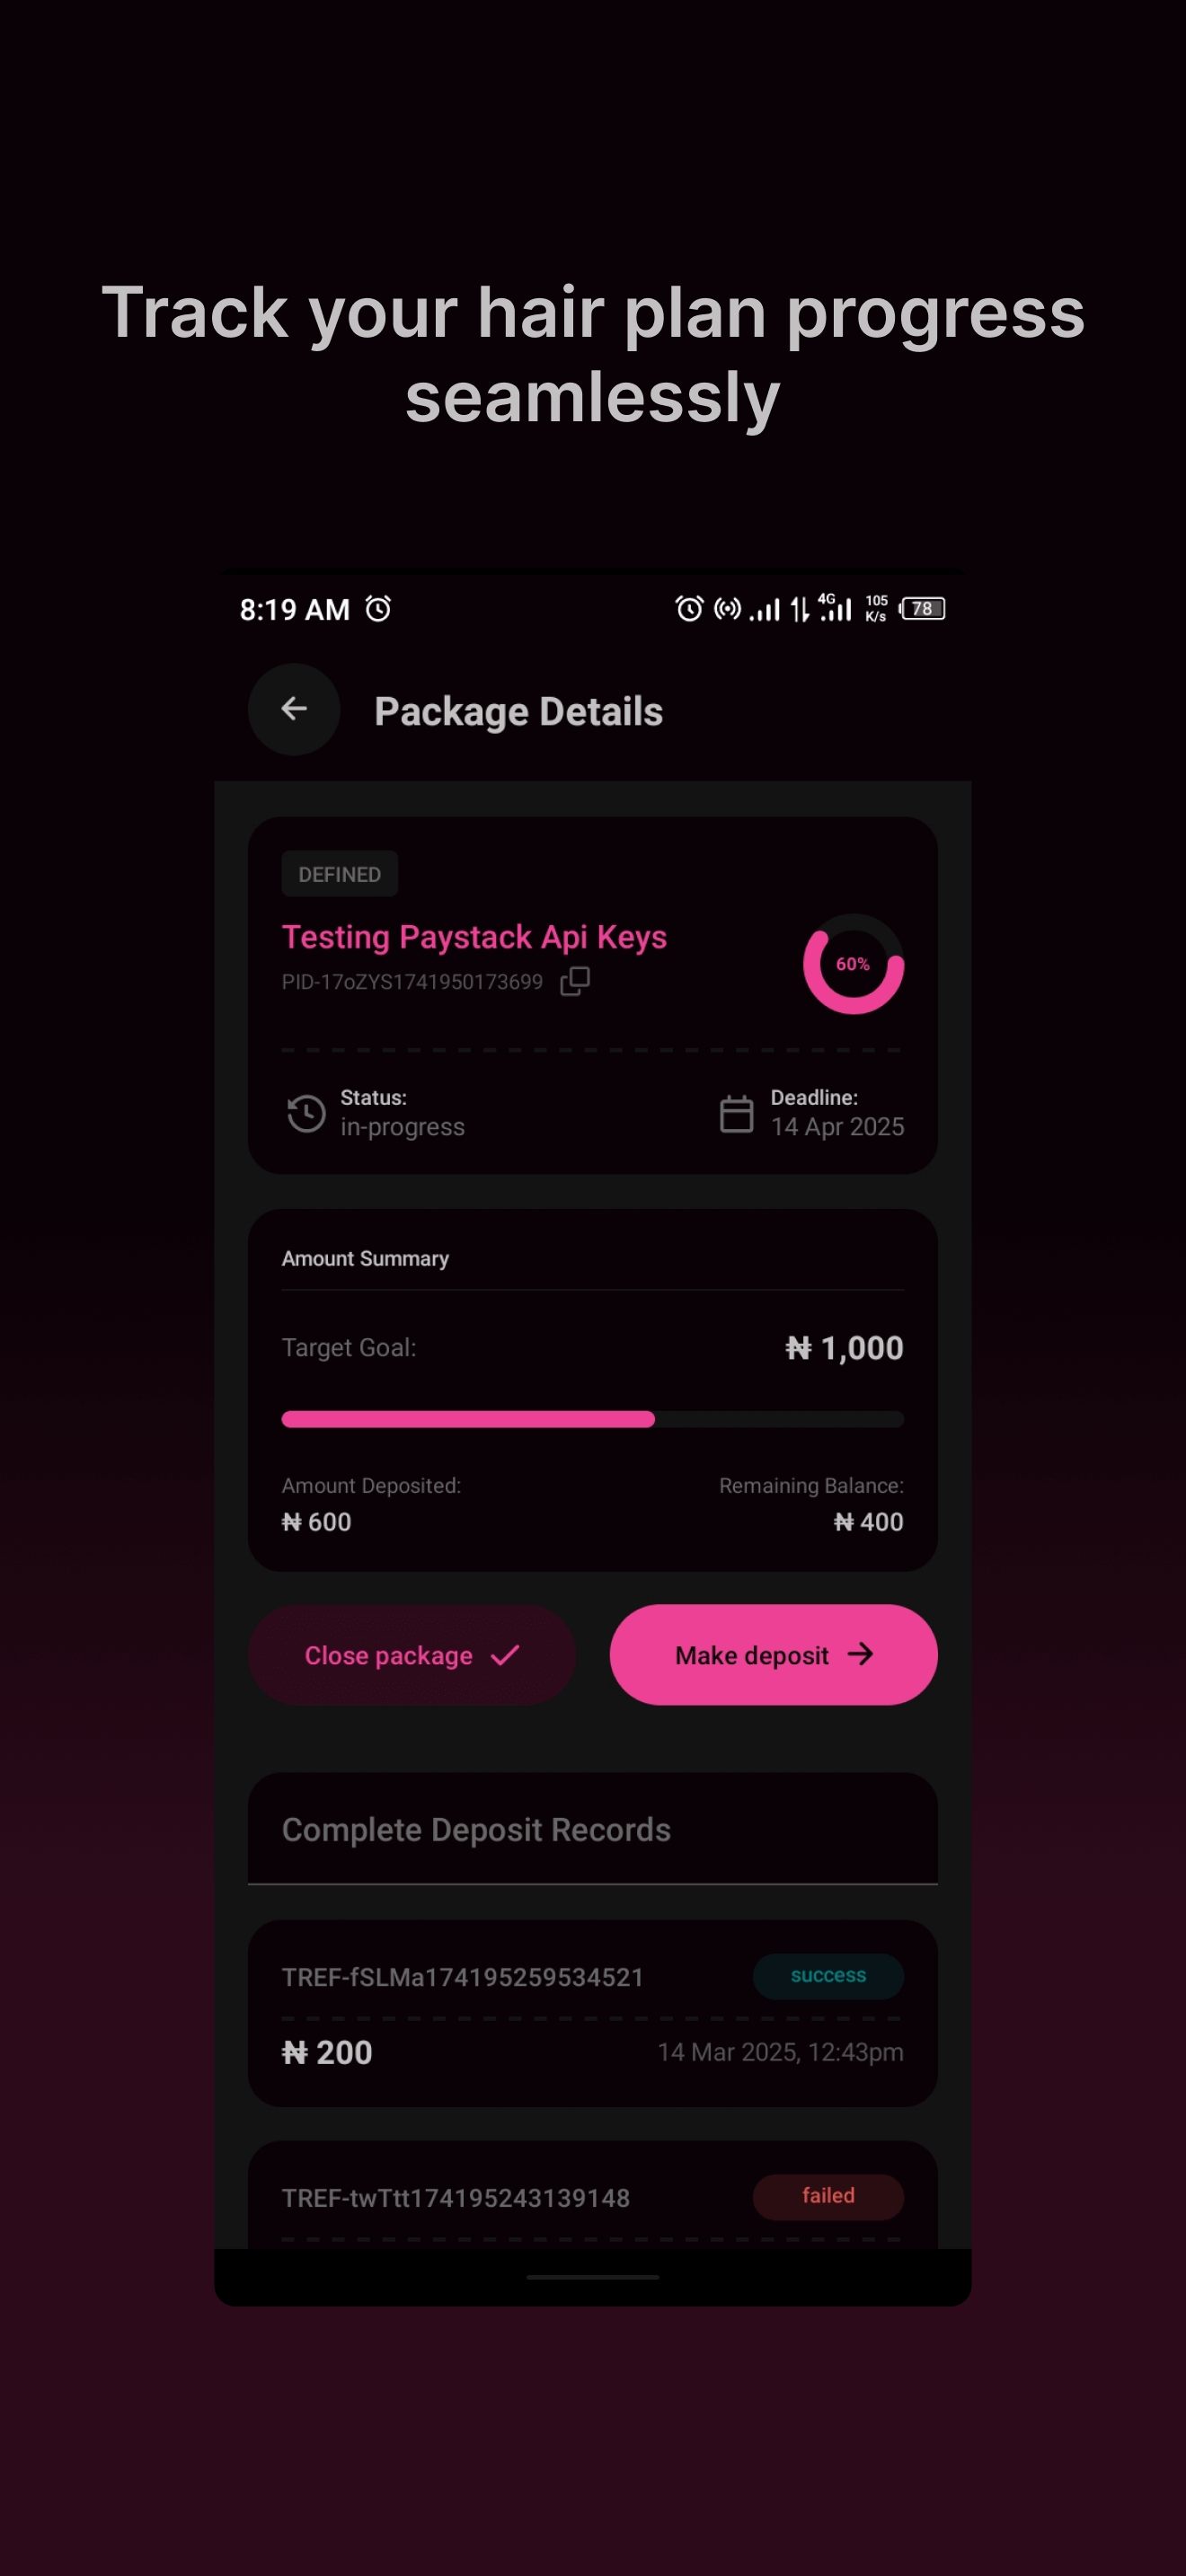 Track your hair plan progress
seamlessly
8:19 AM
4G 105 K/s 78
Package Details
DEFINED
Testing Paystack Api Keys
60%
PID-17oZYS1741950173699
Status: Deadline:
in-progress 14 Apr 2025
Amount Summary
Target Goal: ₦ 1,000
Amount Deposited: Remaining Balance:
₦ 600 ₦ 400
Close package Make deposit
Complete Deposit Records
TREF-fSLMa174195259534521 success
₦ 200 14 Mar 2025, 12:43pm
TREF-twTtt174195243139148 failed